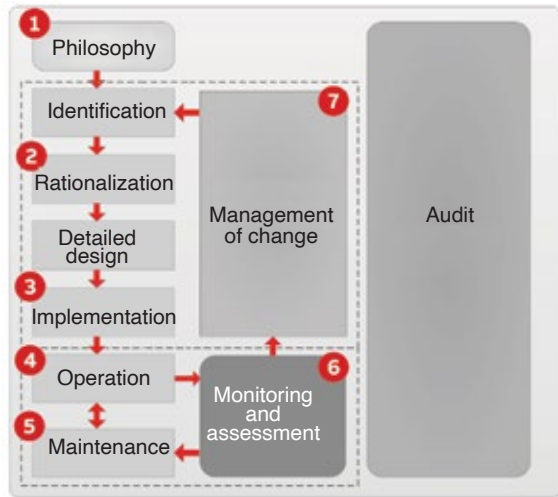 1
Philosophy
Identification
2
Rationalization
Detailed
design
3
Implementation
4
Operation
5
Maintenance
7
Management
of change
6
Monitoring
and
assessment
Audit